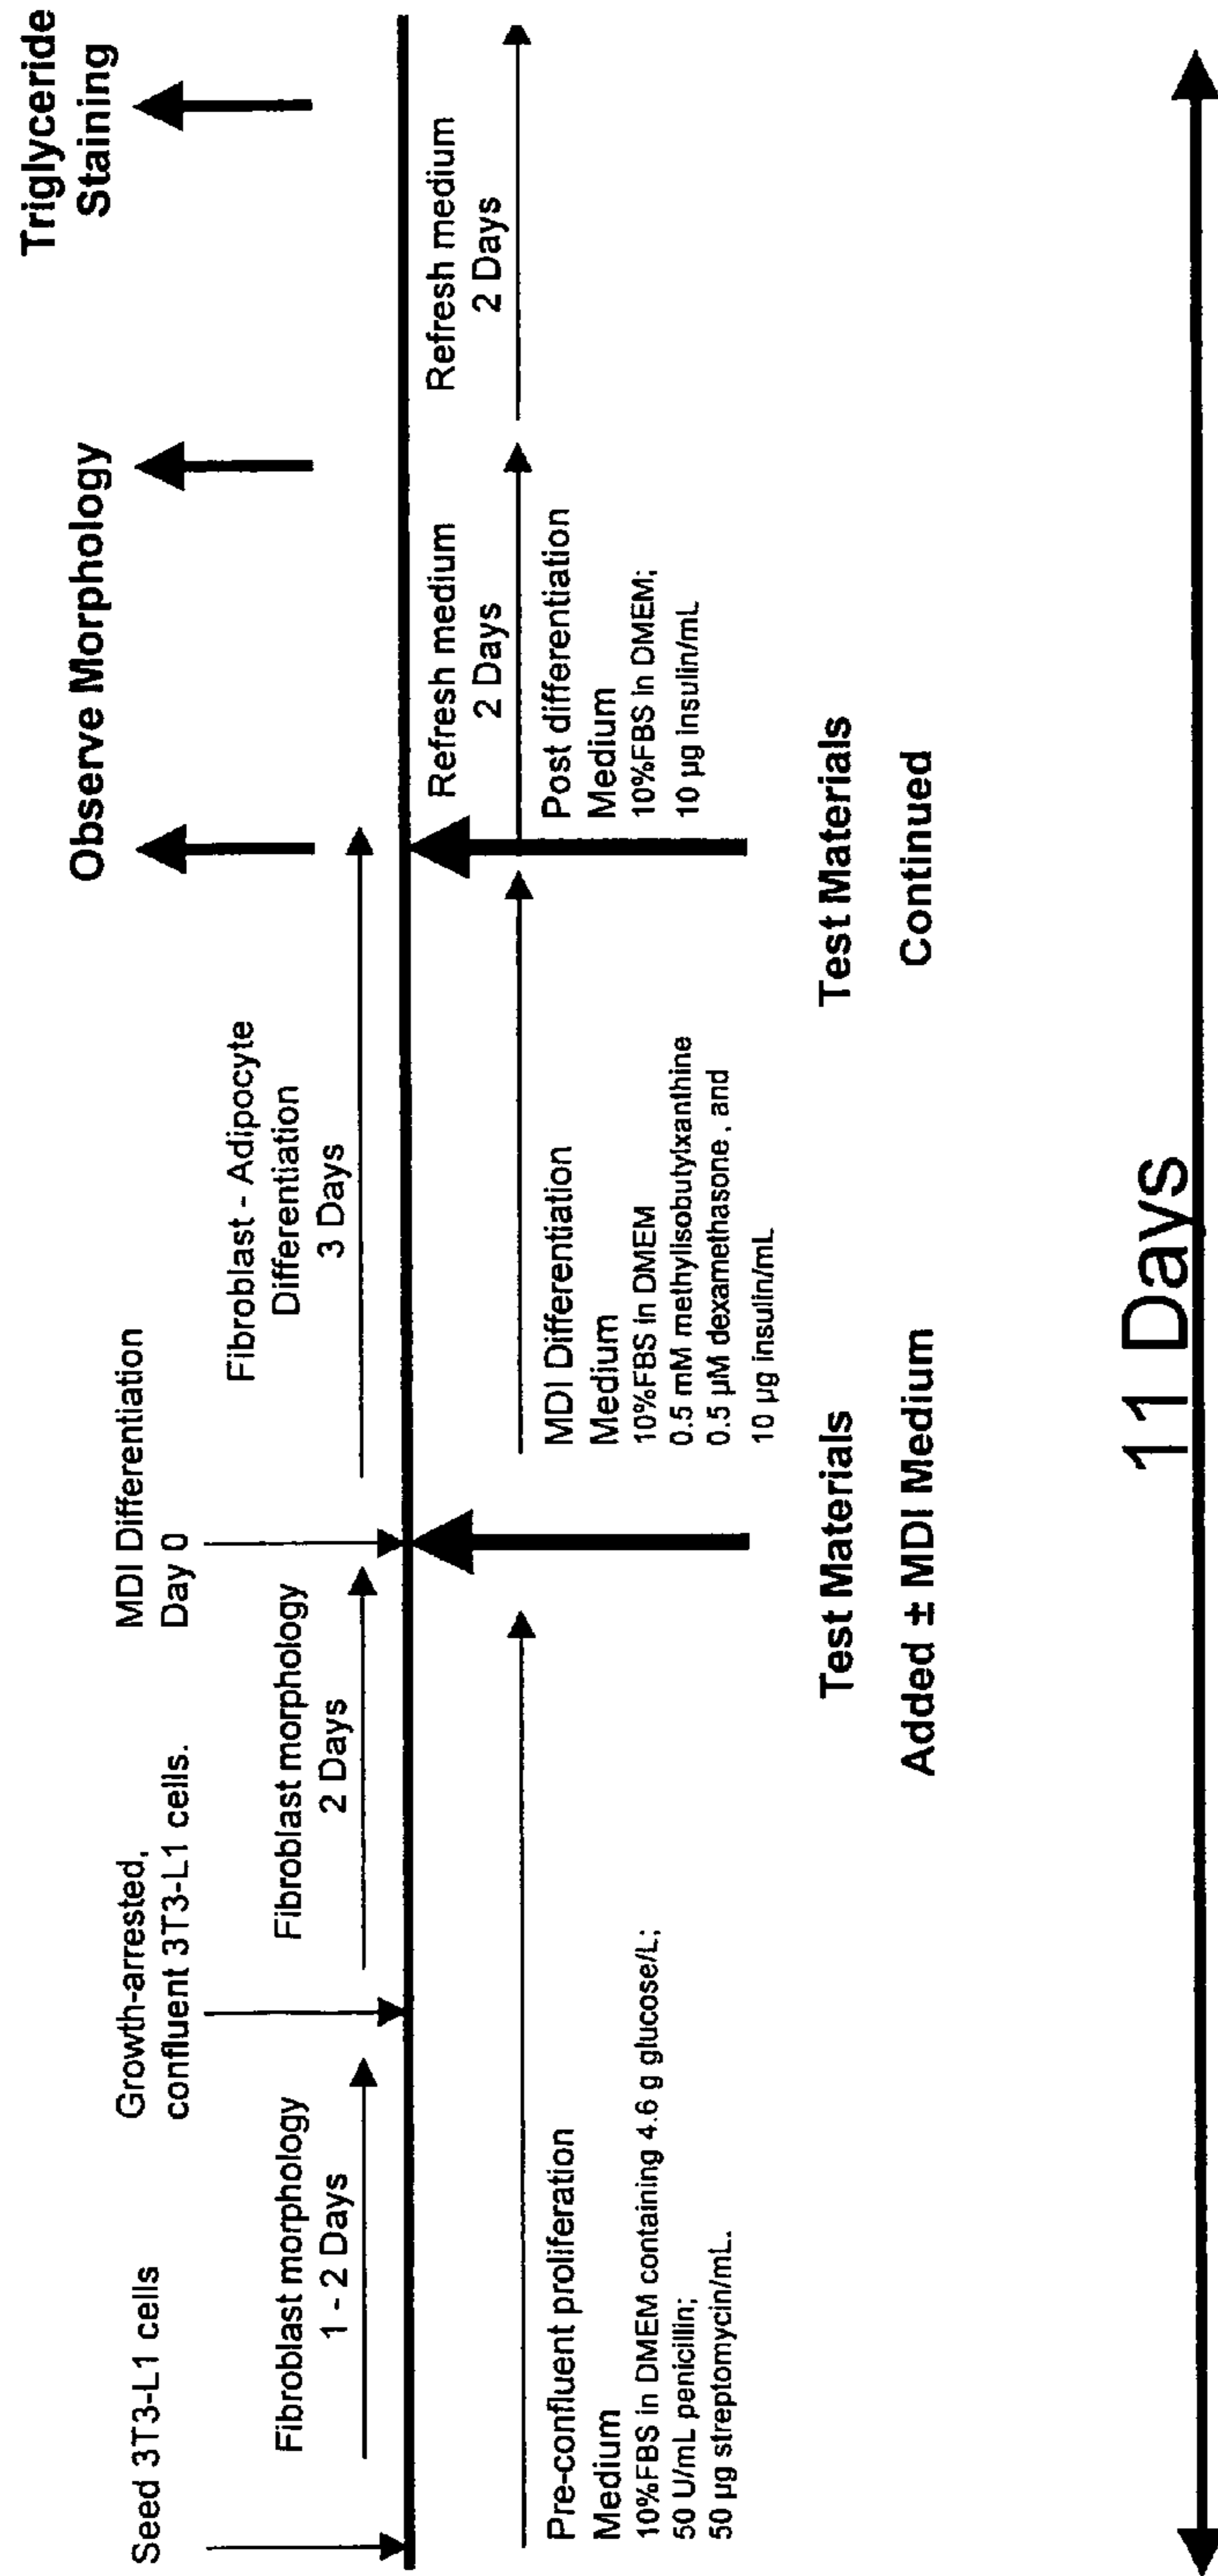 Seed 3T3-L1 cells
Growth-arrested,
confluent 3T3-L1 cells.
MDI Differentiation
Day 0
Observe Morphology
Triglyceride
Staining
Fibroblast morphology
1 - 2 Days
Fibroblast morphology
2 Days
Fibroblast - Adipocyte
Differentiation
3 Days
Refresh medium
2 Days
Refresh medium
2 Days
Pre-confluent proliferation
Medium
10%FBS in DMEM containing 4.6 g glucose/L;
50 U/mL penicillin;
50 µg streptomycin/mL.
MDI Differentiation
Medium
10%FBS in DMEM
0.5 mM methylisobutylxanthine
0.5 µM dexamethasone, and
10 µg insulin/mL
Post differentiation
Medium
10%FBS in DMEM;
10 µg insulin/mL
Test Materials
Added ± MDI Medium
Test Materials
Continued
11 Days